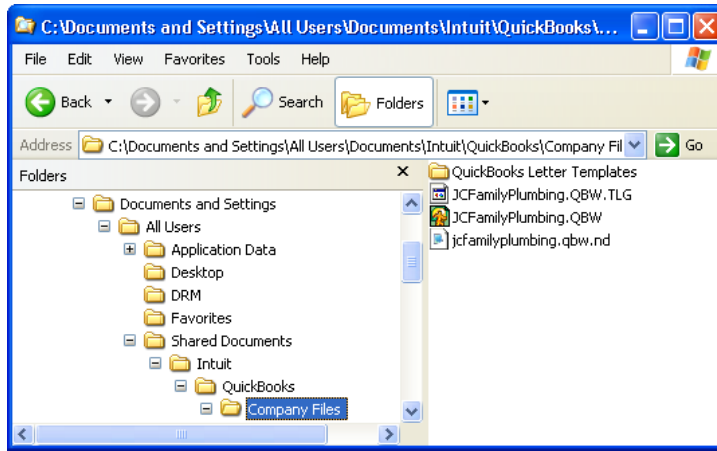 C:\Documents and Settings\All Users\Documents\Intuit\QuickBooks\...
File Edit View Favorites Tools Help
Back Search Folders
Address C:\Documents and Settings\All Users\Documents\Intuit\QuickBooks\Company Fil Go
Folders
Documents and Settings
All Users
Application Data
Desktop
DRM
Favorites
Shared Documents
Intuit
QuickBooks
Company Files
QuickBooks Letter Templates
JCFamilyPlumbing.QBW.TLG
JCFamilyPlumbing.QBW
jcfamilyplumbing.qbw.nd